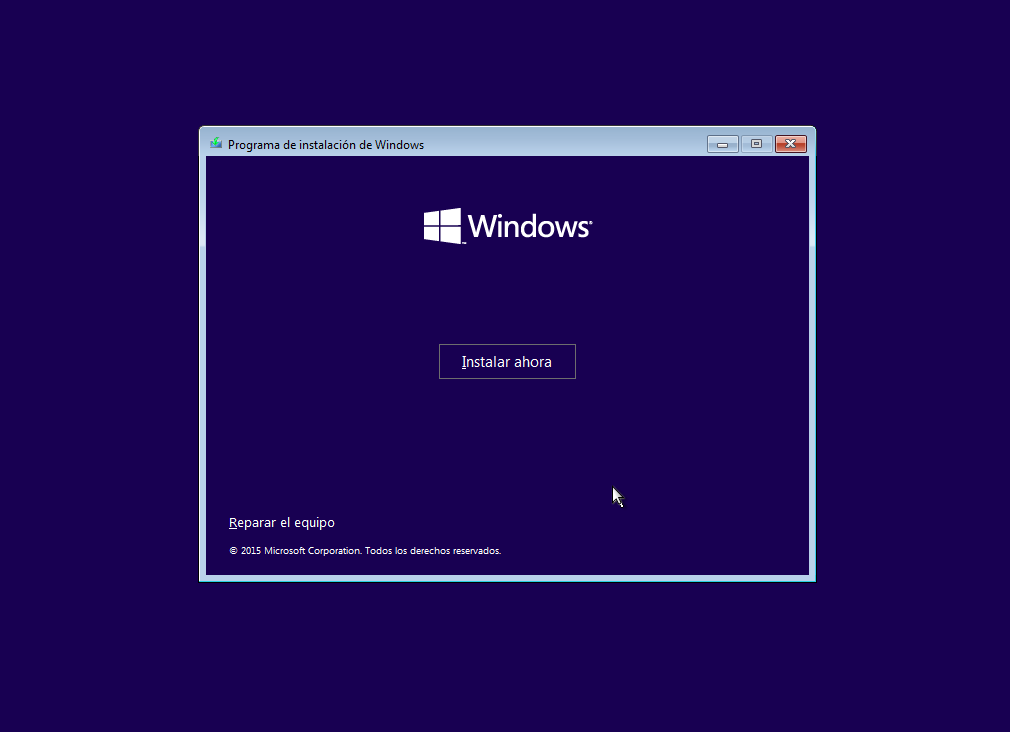 Programa de instalación de Windows
Windows
Instalar ahora
Reparar el equipo
© 2015 Microsoft Corporation. Todos los derechos reservados.